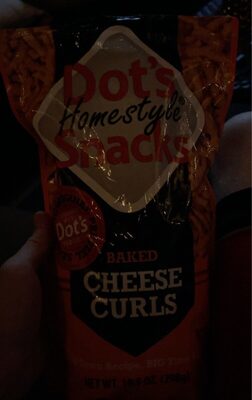 Dot's
Homestyle®
Snacks
Dot's
BAKED
CHEESE
CURLS
NET WT.